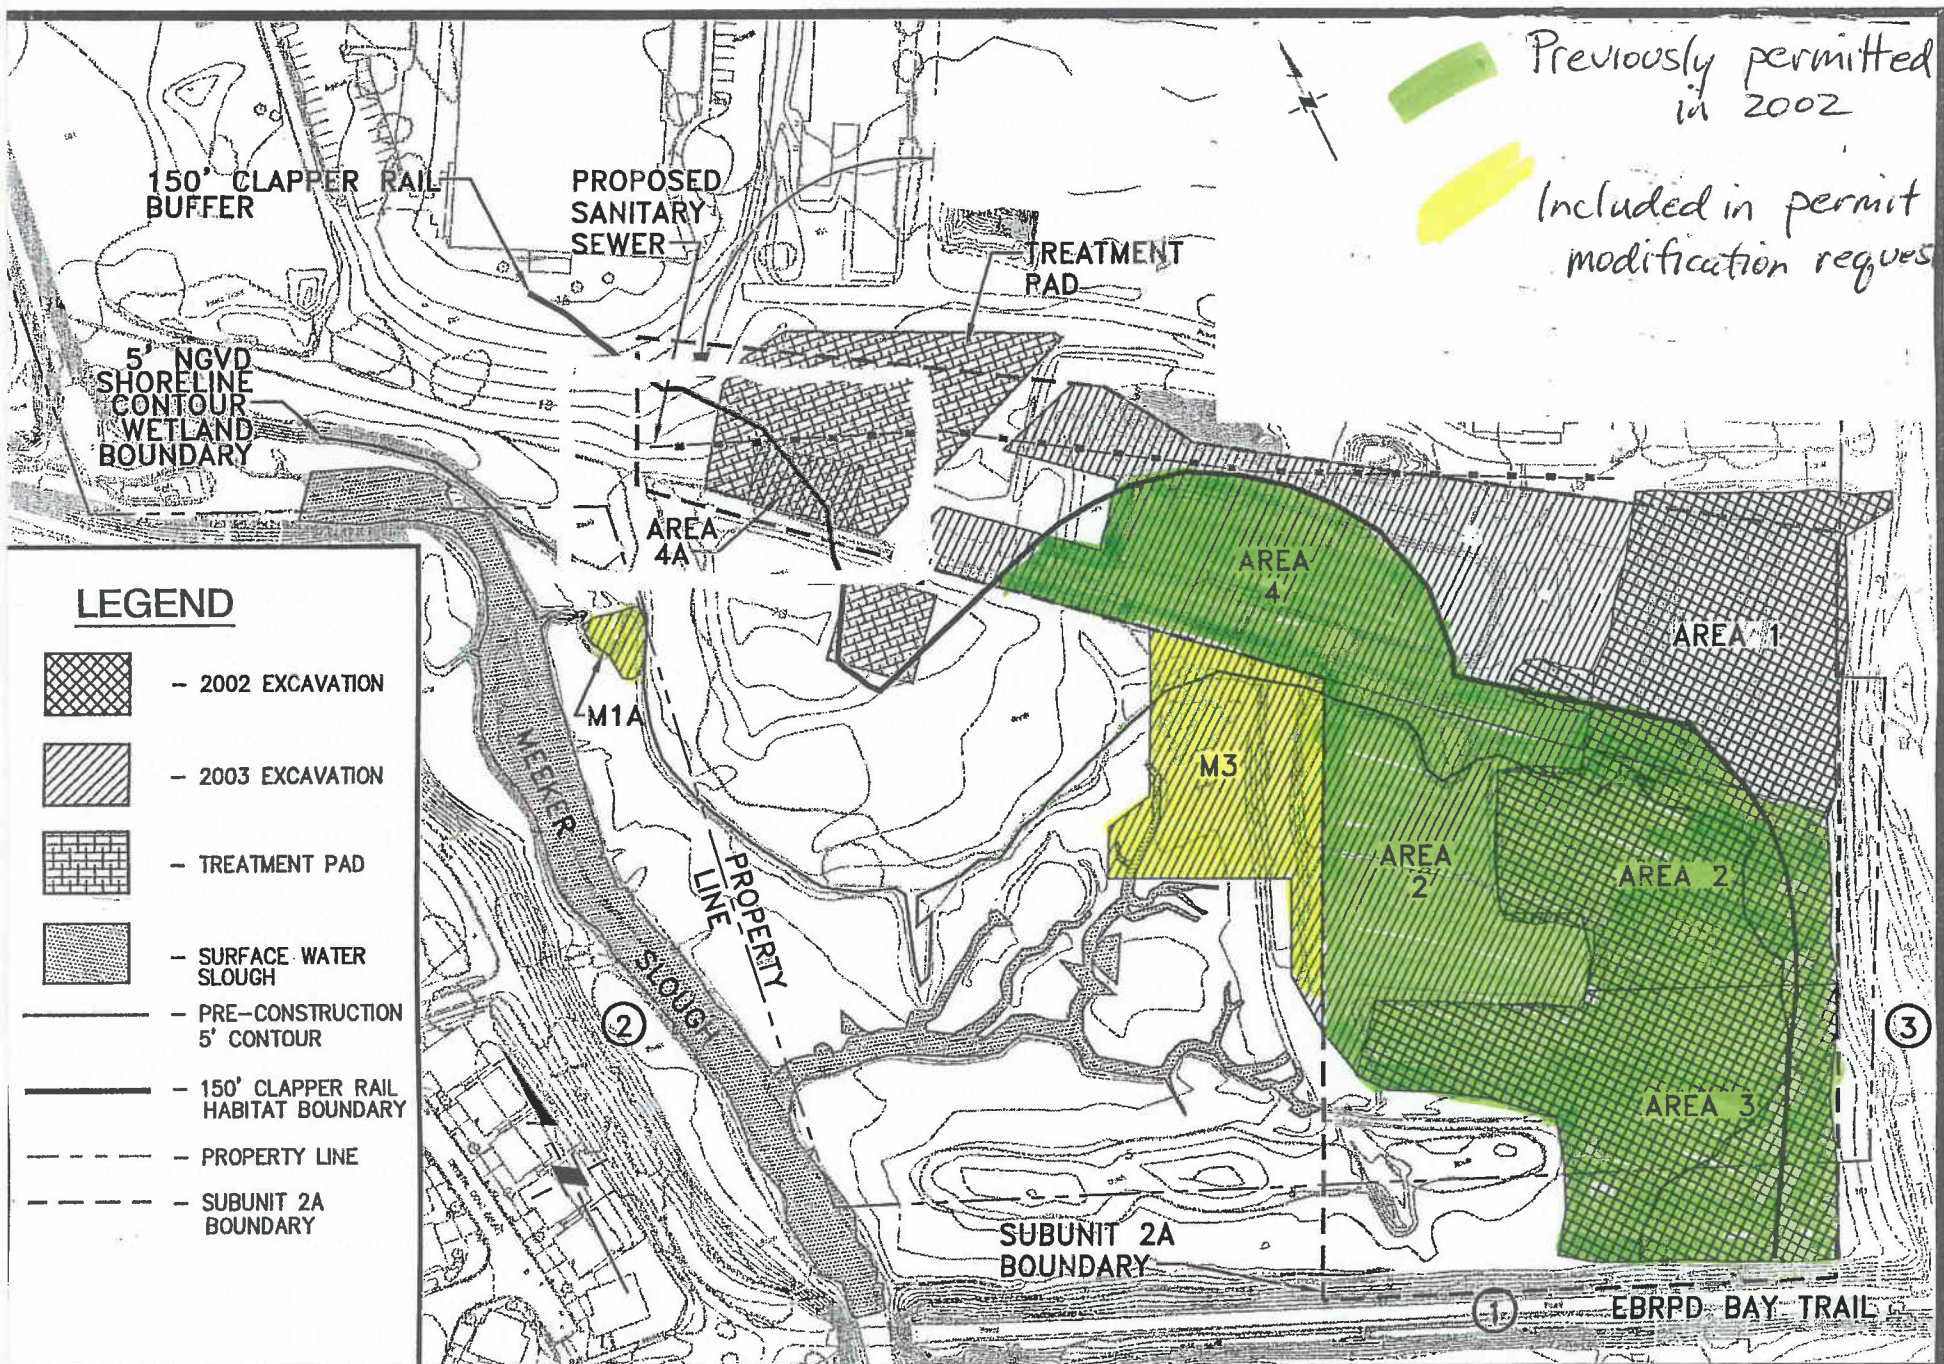 Previously permitted
in 2002
Included in permit
modification reques
150' CLAPPER RAIL
BUFFER
PROPOSED
SANITARY
SEWER
TREATMENT
PAD
5' NGVD
SHORELINE
CONTOUR
WETLAND
BOUNDARY
AREA
4A
AREA
4
AREA 1
M1A
M3
AREA
2
AREA 2
AREA 3
MEEKER
SLOUGH
PROPERTY
LINE
2
3
SUBUNIT 2A
BOUNDARY
1
EBRPD BAY TRAIL
LEGEND
- 2002 EXCAVATION
- 2003 EXCAVATION
- TREATMENT PAD
- SURFACE WATER
SLOUGH
- PRE-CONSTRUCTION
5' CONTOUR
- 150' CLAPPER RAIL
HABITAT BOUNDARY
- PROPERTY LINE
- SUBUNIT 2A
BOUNDARY